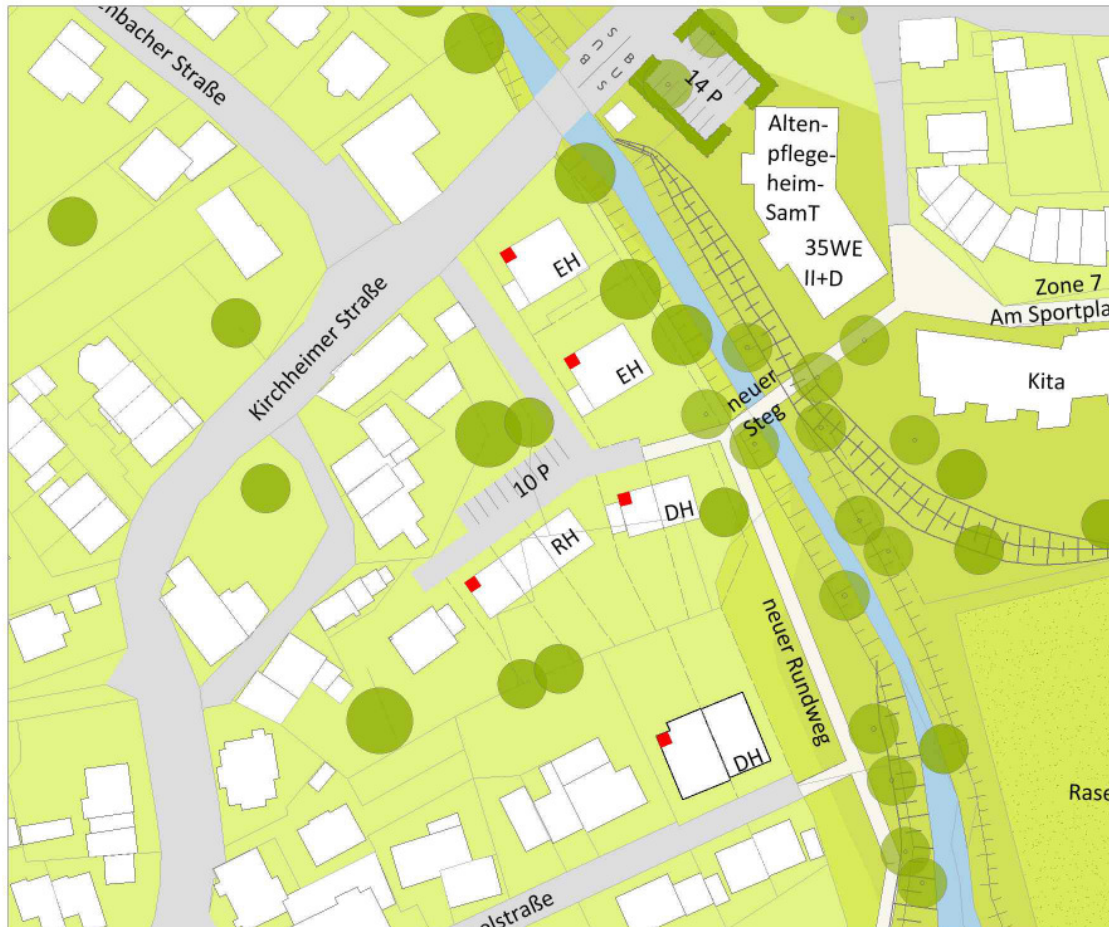 enbacher Straße
BUS
BUS
14 P
Alten-
pflege-
heim-
SamT
35WE
II+D
Zone 7
Am Sportpla
Kita
EH
EH
Kirchheimer Straße
neuer
Steg
10 P
DH
RH
neuer Rundweg
DH
Rase
elstraße